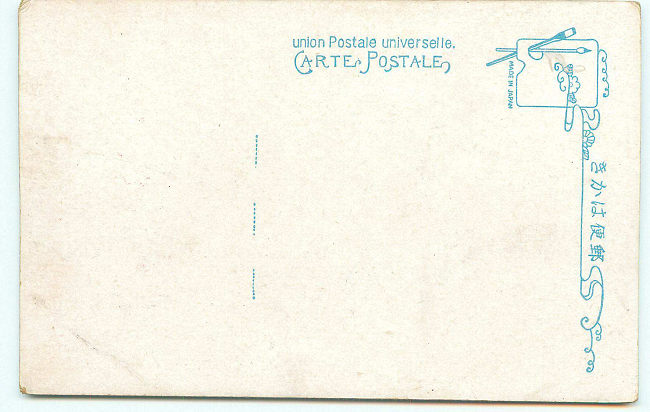 union Postale universelle.
CARTE POSTALE
MADE IN JAPAN
郵便はかき